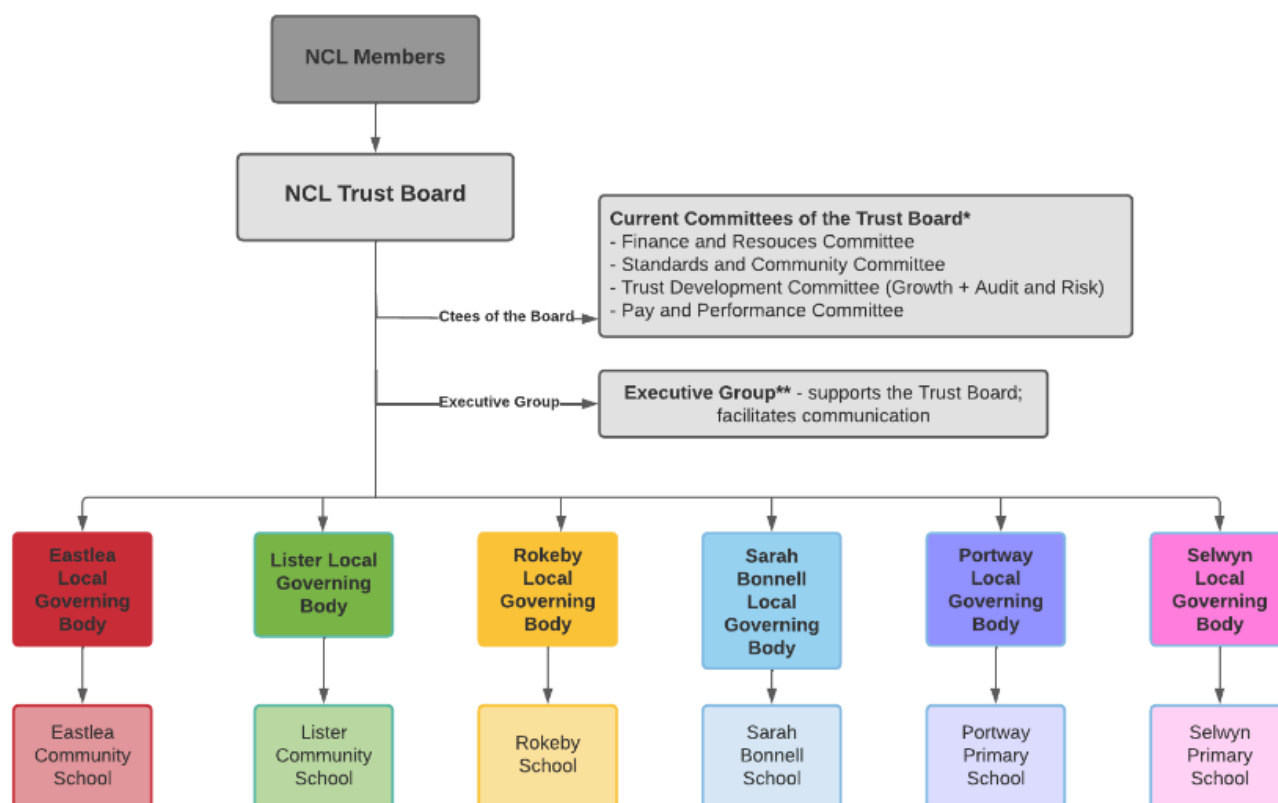 NCL Members
NCL Trust Board
Current Committees of the Trust Board*
- Finance and Resouces Committee
- Standards and Community Committee
- Trust Development Committee (Growth + Audit and Risk)
- Pay and Performance Committee
Ctees of the Board
Executive Group** - supports the Trust Board;
facilitates communication
Executive Group
Eastlea
Local
Governing
Body
Lister Local
Governing
Body
Rokeby
Local
Governing
Body
Sarah
Bonnell
Local
Governing
Body
Portway
Local
Governing
Body
Selwyn
Local
Governing
Body
Eastlea
Community
School
Lister
Community
School
Rokeby
School
Sarah
Bonnell
School
Portway
Primary
School
Selwyn
Primary
School